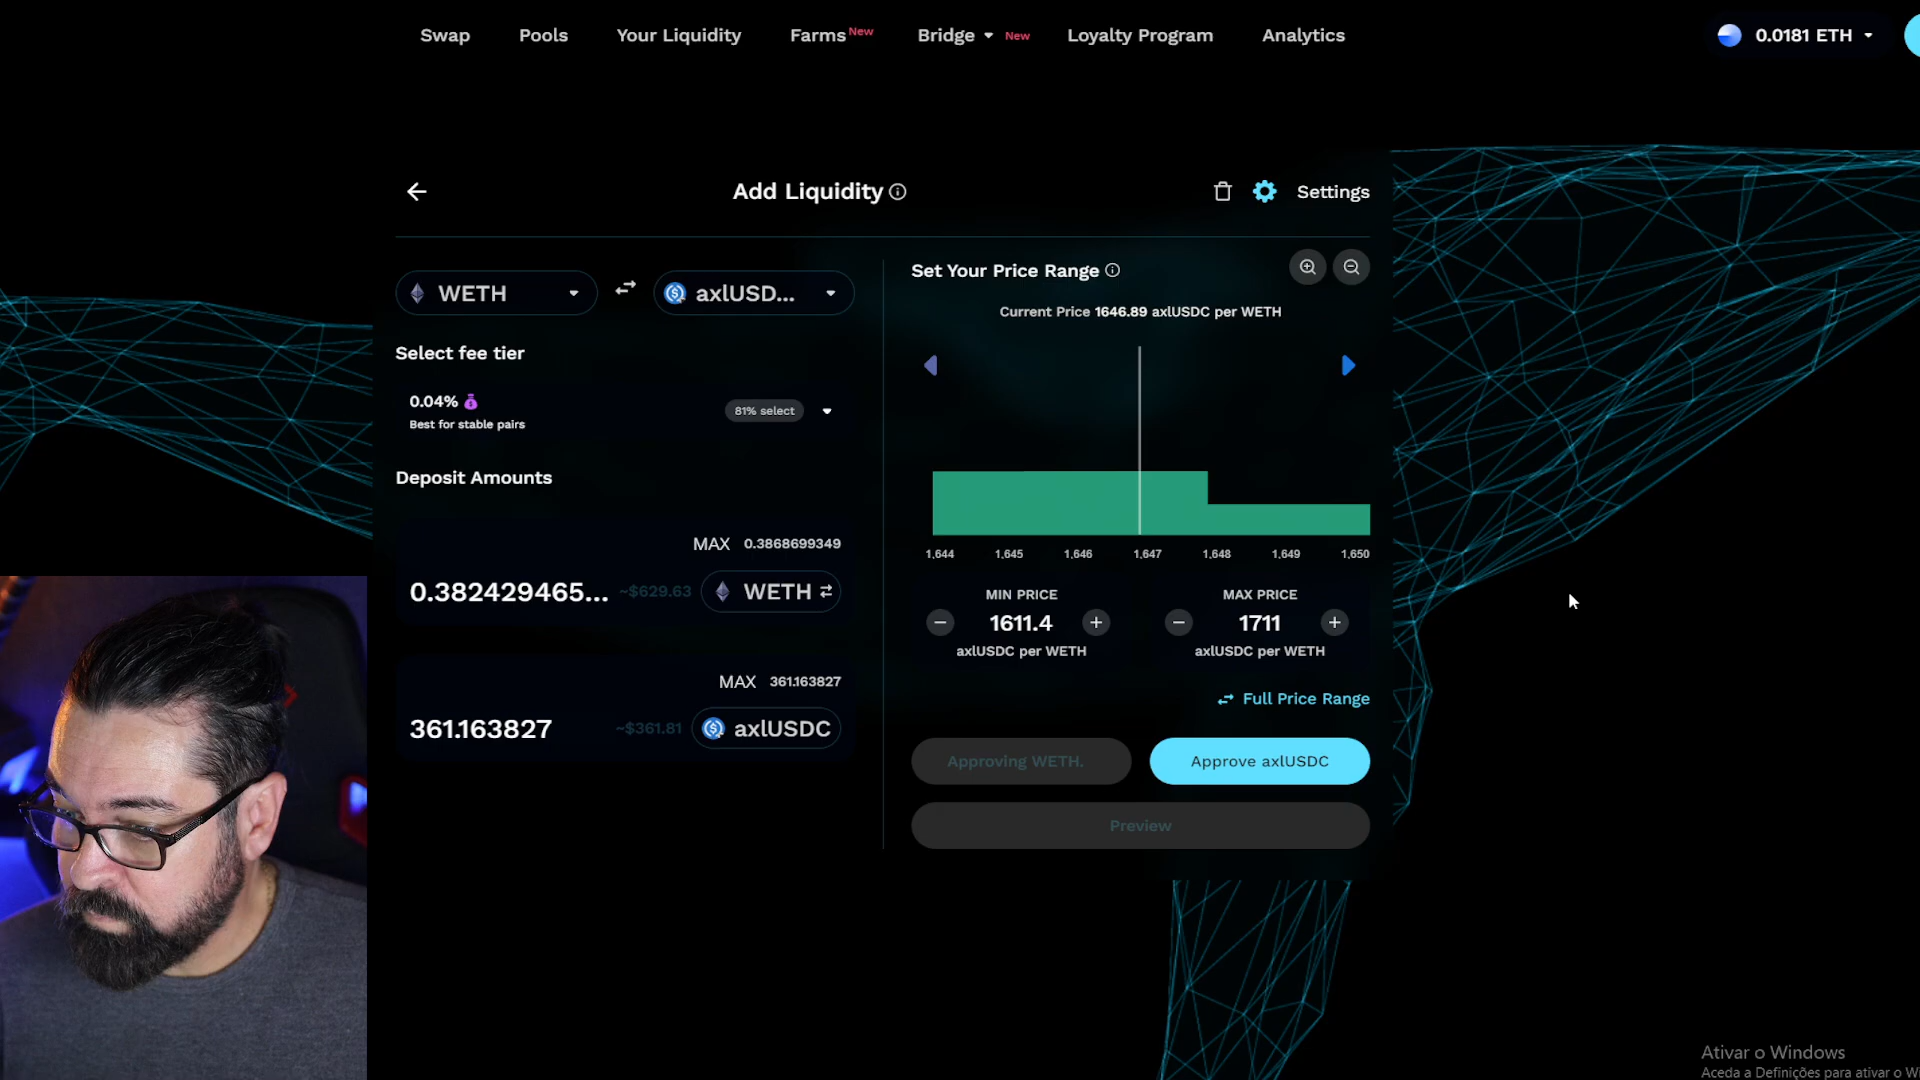 Swap Pools Your Liquidity Farms New Bridge New Loyalty Program Analytics 0.0181 ETH
Add Liquidity Settings
WETH axlUSD...
Select fee tier
0.04%
81% select
Best for stable pairs
Deposit Amounts
MAX 0.3868699349
0.382429465... ~$629.63 WETH
MAX 361.163827
361.163827 ~$361.81 axlUSDC
Set Your Price Range
Current Price 1646.89 axlUSDC per WETH
1,644 1,645 1,646 1,647 1,648 1,649 1,650
MIN PRICE MAX PRICE
1611.4 1711
axlUSDC per WETH axlUSDC per WETH
Full Price Range
Approving WETH. Approve axlUSDC
Preview
Ativar o Windows
Aceda a Definições para ativar o Wi